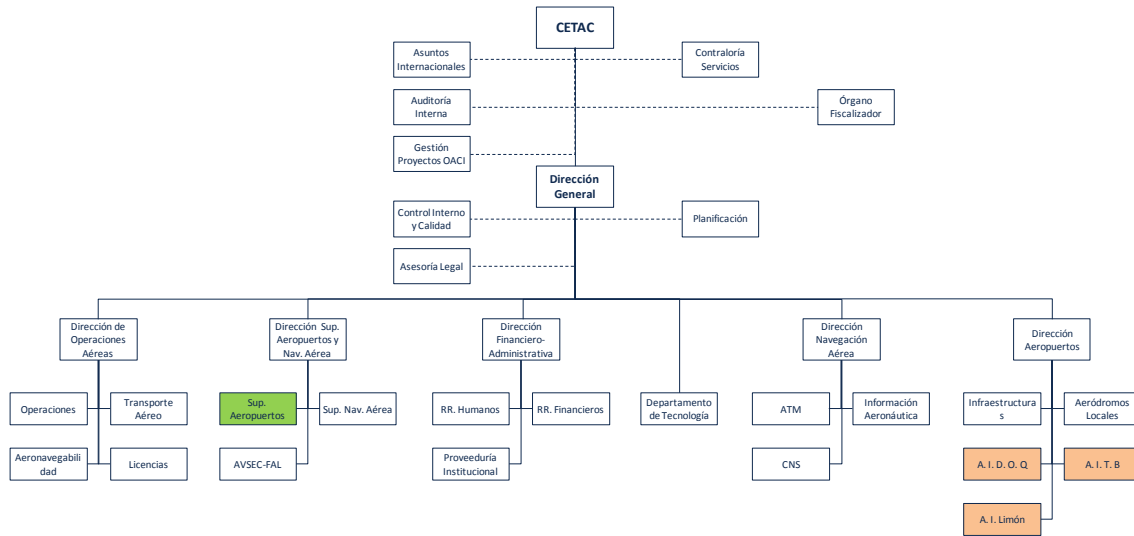 CETAC
Asuntos
Internacionales
Contraloría
Servicios
Auditoría
Interna
Órgano
Fiscalizador
Gestión
Proyectos OACI
Dirección
General
Control Interno
y Calidad
Planificación
Asesoría Legal
Dirección de
Operaciones
Aéreas
Dirección Sup.
Aeropuertos y
Nav. Aérea
Dirección
Financiero-
Administrativa
Dirección
Navegación
Aérea
Dirección
Aeropuertos
Operaciones
Transporte
Aéreo
Sup.
Aeropuertos
Sup. Nav. Aérea
RR. Humanos
RR. Financieros
Departamento
de Tecnología
ATM
Información
Aeronáutica
Infraestructura
s
Aeródromos
Locales
Aeronavegabili
dad
Licencias
AVSEC-FAL
Proveeduría
Institucional
CNS
A. I. D. O. Q
A. I. T. B
A. I. Limón